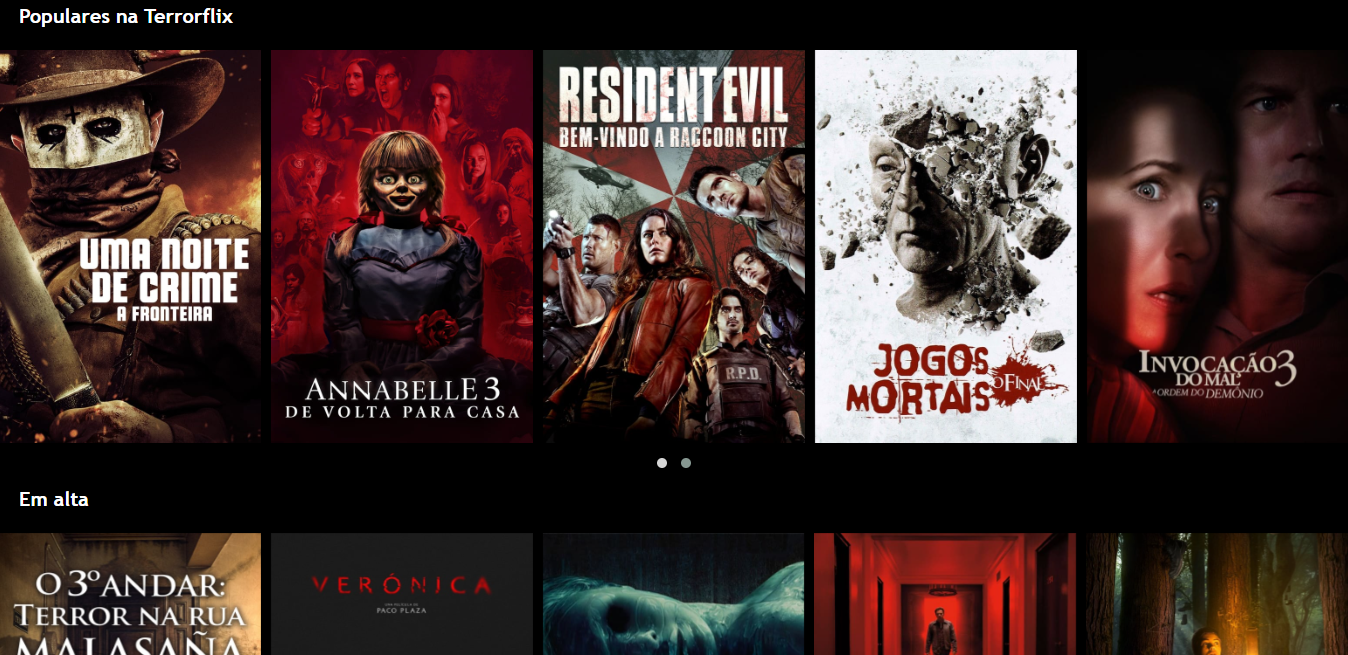 Populares na Terrorflix
UMA NOITE
DE CRIME
A FRONTEIRA
ANNABELLE 3
DE VOLTA PARA CASA
RESIDENT EVIL
BEM-VINDO A RACCOON CITY
R.P.D.
JOGOS
MORTAIS
O FINAL
INVOCAÇÃO 3
DO MAL
A ORDEM DO DEMÔNIO
Em alta
O 3º ANDAR:
TERROR NA RUA
MALASAÑA
VERÓNICA
UNA PELÍCULA DE
PACO PLAZA